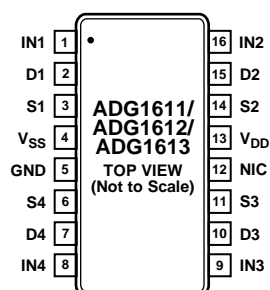 IN1 1 16 IN2
D1 2 15 D2
S1 3 14 S2
VSS 4 13 VDD
GND 5 12 NIC
S4 6 11 S3
D4 7 10 D3
IN4 8 9 IN3
ADG1611/
ADG1612/
ADG1613
TOP VIEW
(Not to Scale)